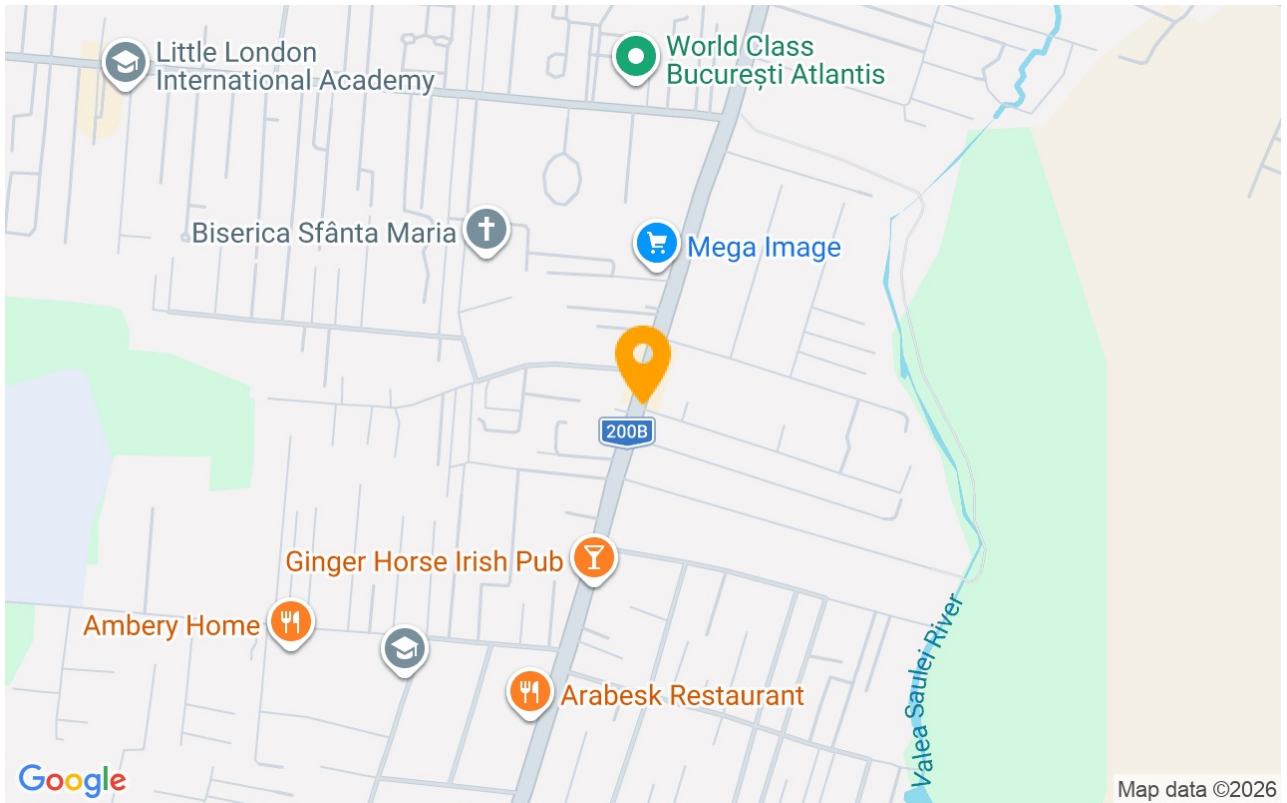 Little London
International Academy
World Class
București Atlantis
Biserica Sfânta Maria
Mega Image
200B
Ginger Horse Irish Pub
Ambery Home
Arabesk Restaurant
Valea Saulei River
Google
Map data ©2026